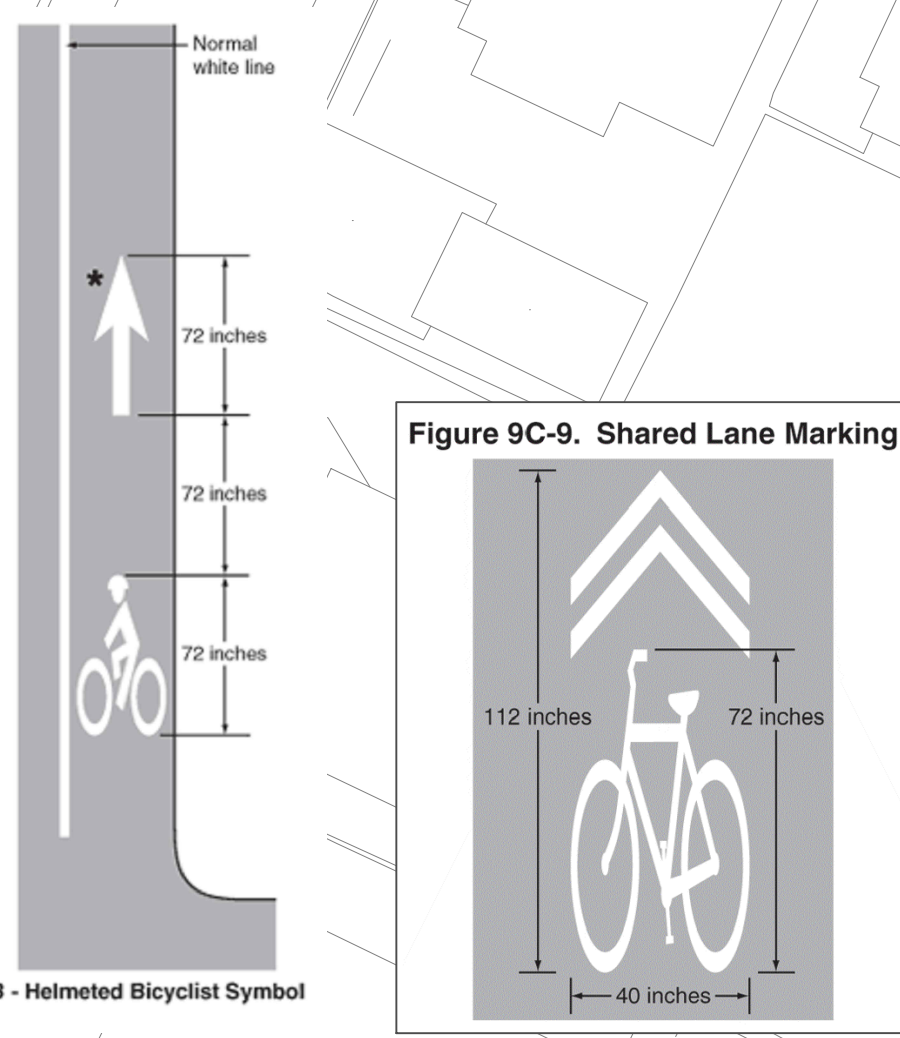 Normal
white line
*
72 inches
72 inches
72 inches
- Helmeted Bicyclist Symbol
Figure 9C-9. Shared Lane Marking
112 inches
72 inches
40 inches